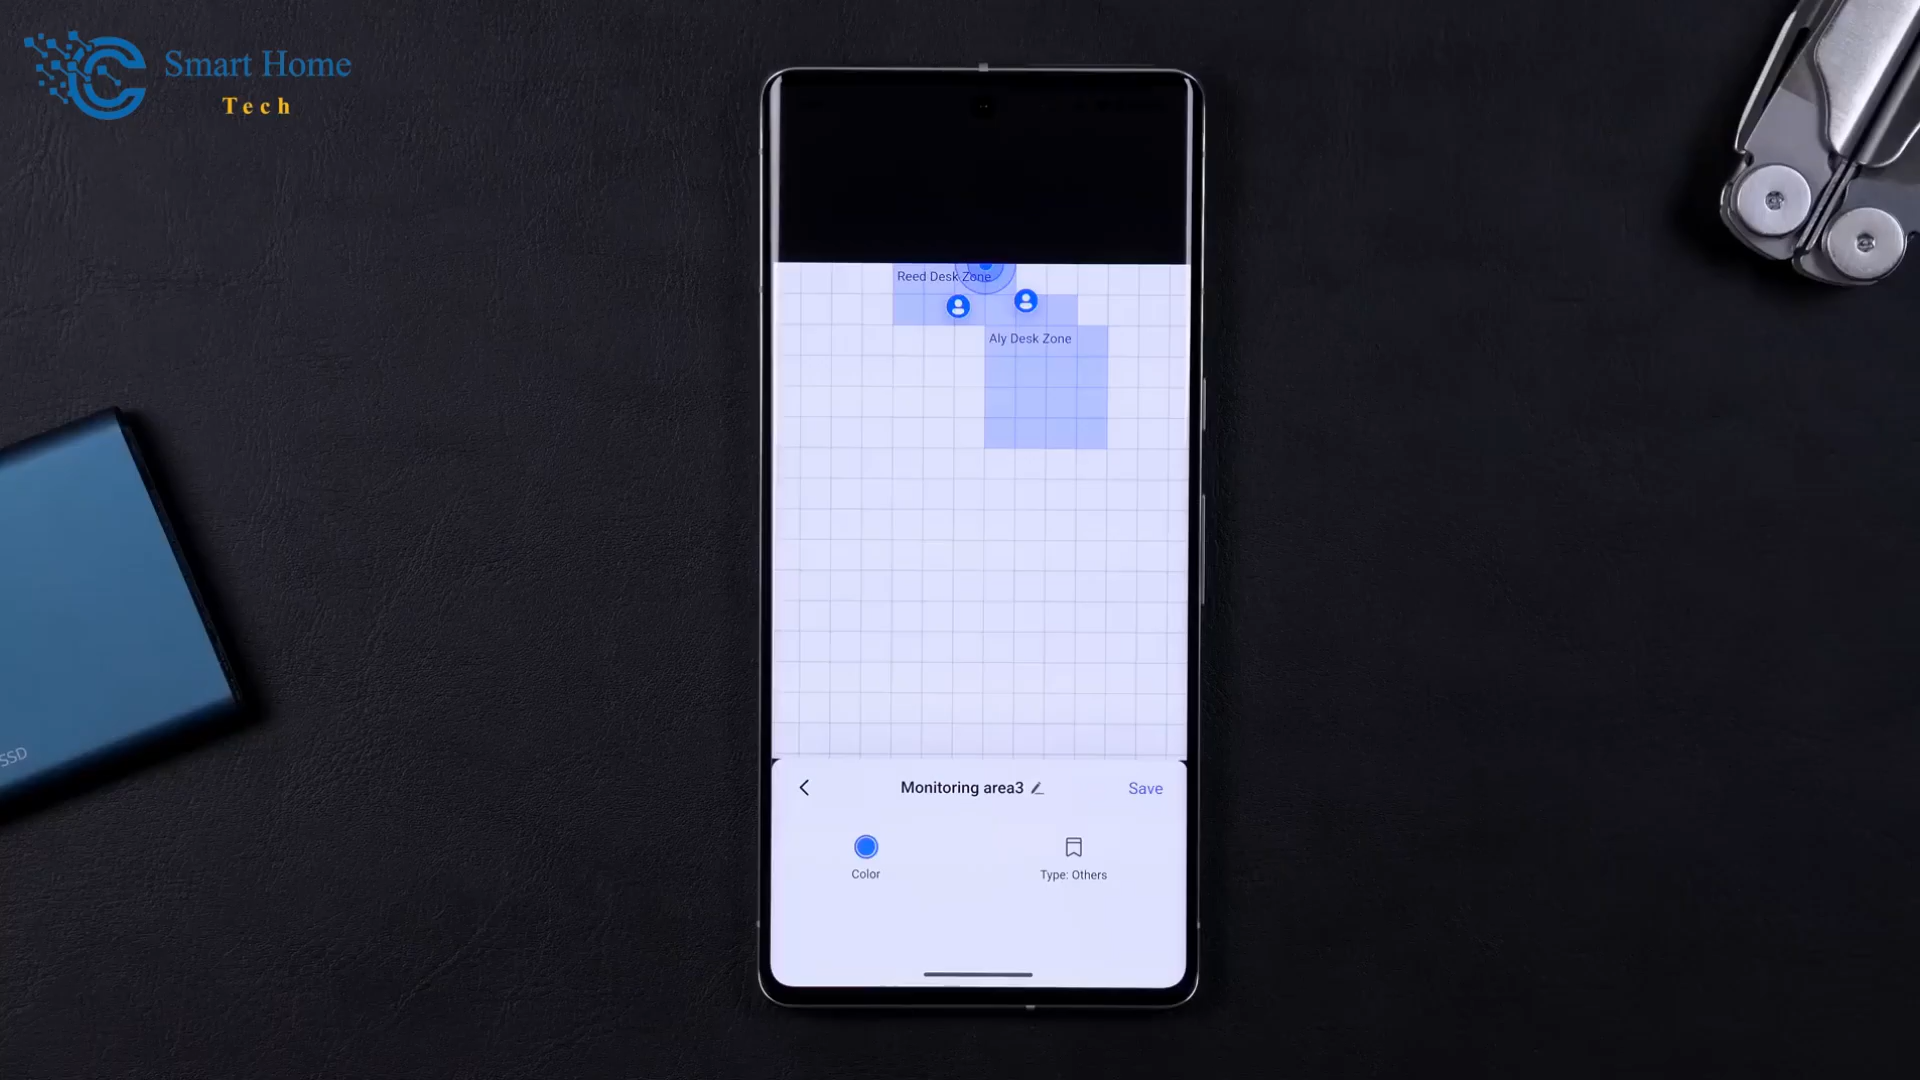 Smart Home
Tech
Reed Desk Zone
Aly Desk Zone
Monitoring area3
Save
Color
Type: Others
SSD